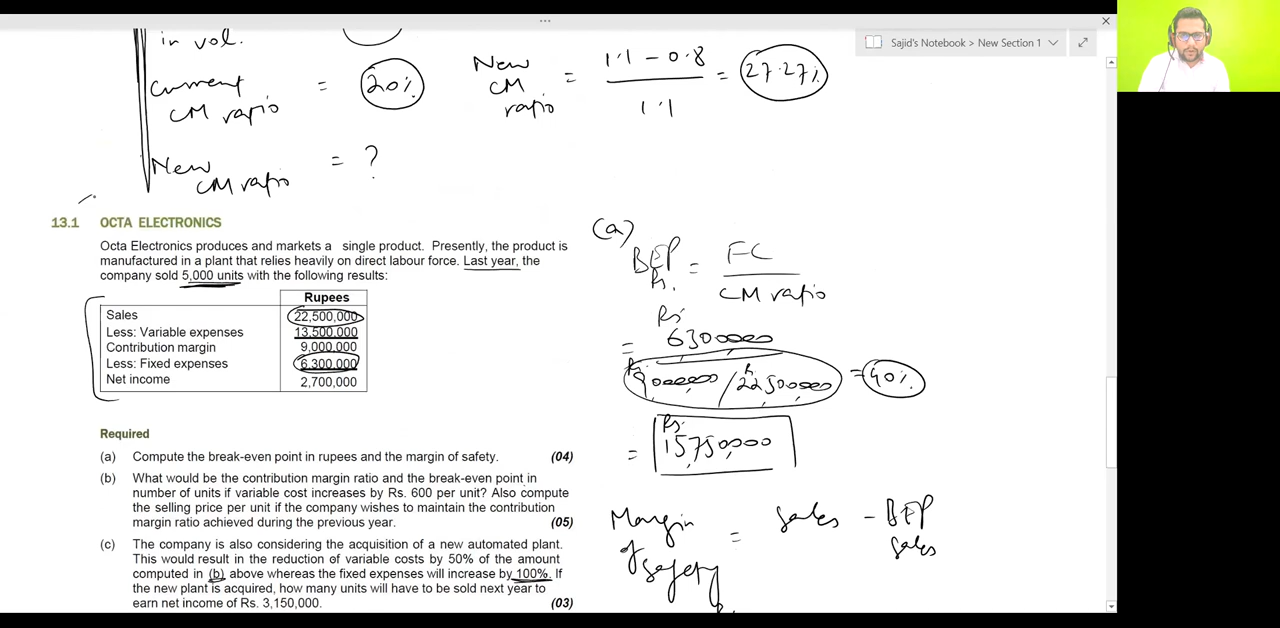 Sajid's Notebook > New Section 1
in vol.
Current CM ratio = 20%
New CM ratio = 1.1 - 0.8 / 1.1 = 27.27%
New CM ratio = ?
13.1 OCTA ELECTRONICS
Octa Electronics produces and markets a single product. Presently, the product is
manufactured in a plant that relies heavily on direct labour force. Last year, the
company sold 5,000 units with the following results:
Rupees
Sales 22,500,000
Less: Variable expenses 13,500,000
Contribution margin 9,000,000
Less: Fixed expenses 6,300,000
Net income 2,700,000
Required
(a) Compute the break-even point in rupees and the margin of safety. (04)
(b) What would be the contribution margin ratio and the break-even point in
number of units if variable cost increases by Rs. 600 per unit? Also compute
the selling price per unit if the company wishes to maintain the contribution
margin ratio achieved during the previous year. (05)
(c) The company is also considering the acquisition of a new automated plant.
This would result in the reduction of variable costs by 50% of the amount
computed in (b) above whereas the fixed expenses will increase by 100%. If
the new plant is acquired, how many units will have to be sold next year to
earn net income of Rs. 3,150,000. (03)
(a)
BEP Rs. = FC / CM ratio
Rs.
= 6300000
9000000 / 22500000 = 40%
Rs.
= 15,750,000
Margin of safety = Sales - BEP Sales